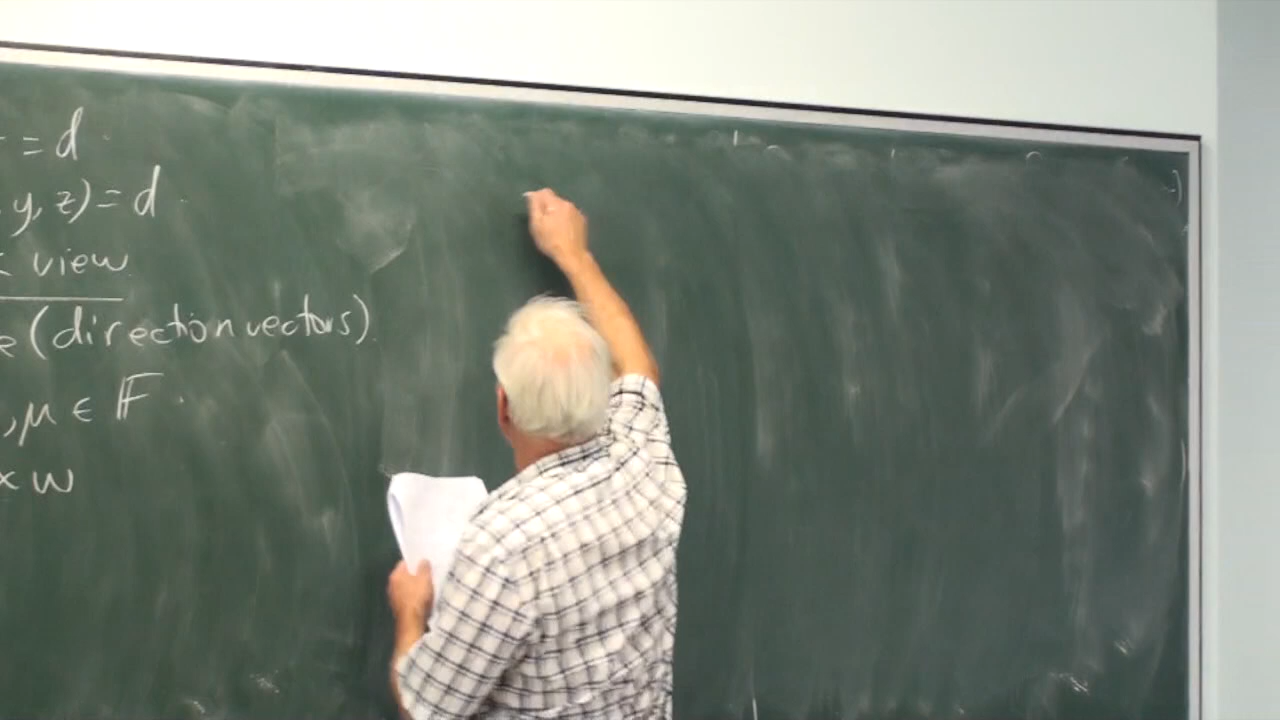 = d
y, z) = d
view
(direction vectors)
, μ ∈ 𝔽
× w